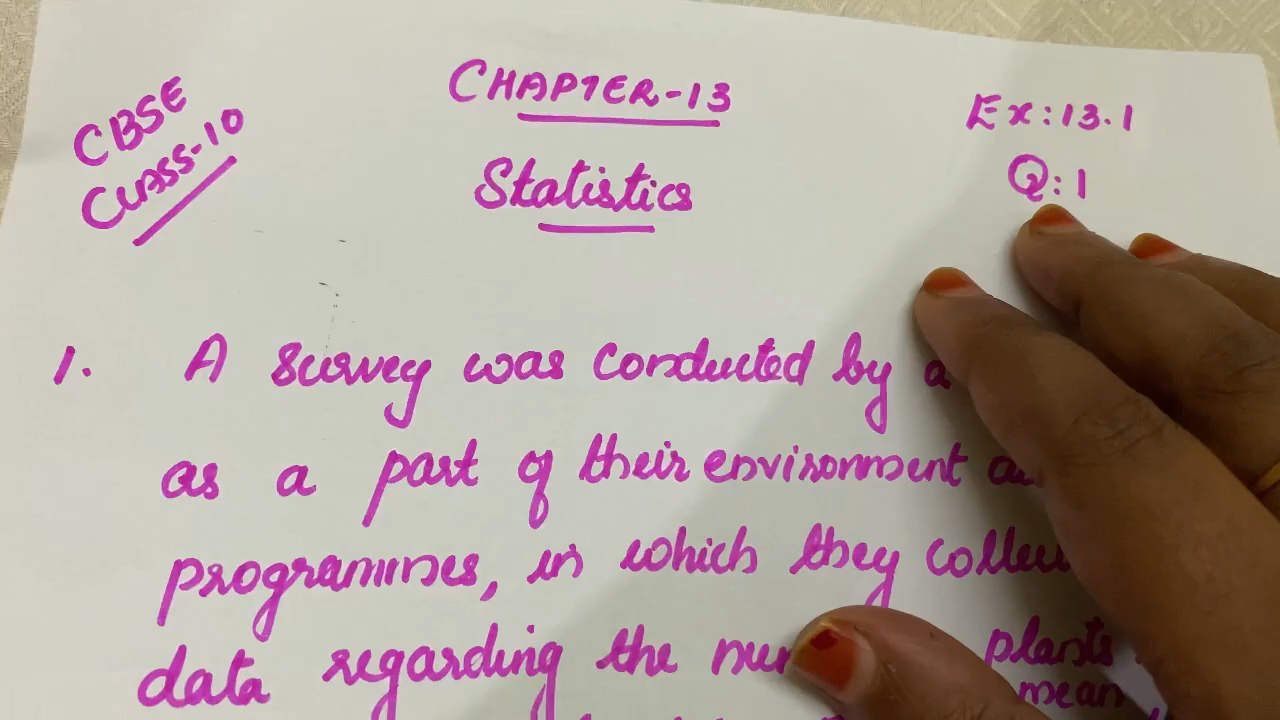 CBSE
CLASS-10
CHAPTER-13
Statistics
Ex: 13.1
Q: 1
1. A survey was conducted by a
as a part of their environment
programmes, in which they
data regarding the plants
mean